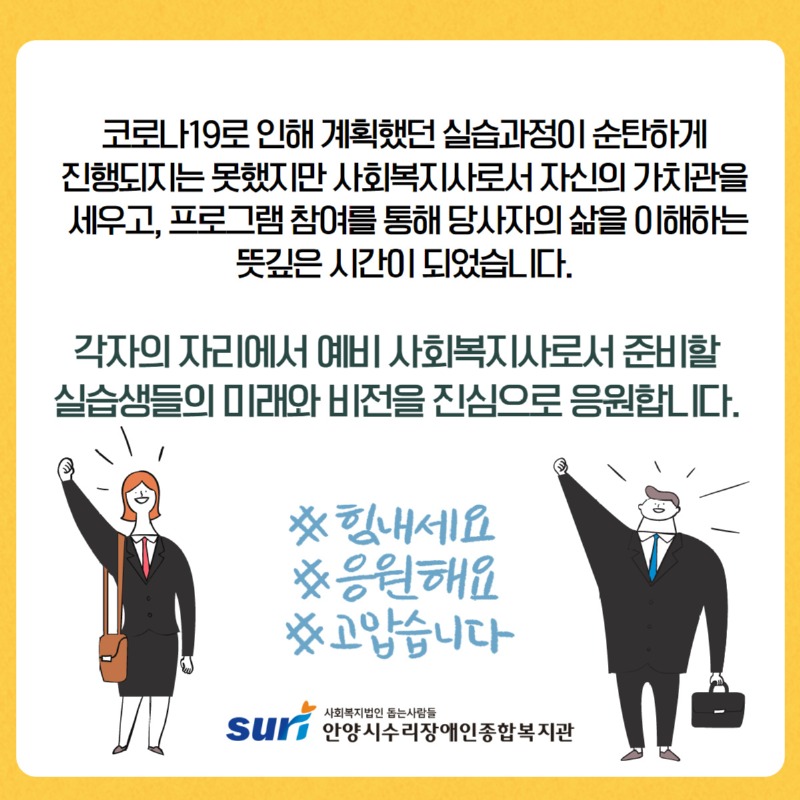 코로나19로 인해 계획했던 실습과정이 순탄하게
진행되지는 못했지만 사회복지사로서 자신의 가치관을
세우고, 프로그램 참여를 통해 당사자의 삶을 이해하는
뜻깊은 시간이 되었습니다.
각자의 자리에서 예비 사회복지사로서 준비할
실습생들의 미래와 비전을 진심으로 응원합니다.
#힘내세요
#응원해요
#고맙습니다
suri 사회복지법인 돕는사람들
안양시수리장애인종합복지관